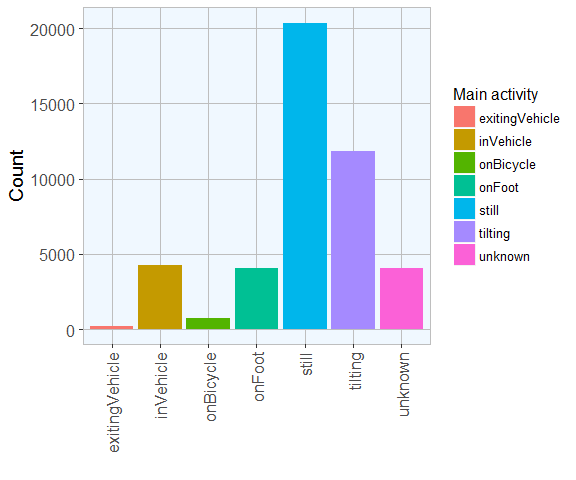 Count
20000
15000
10000
5000
0
exitingVehicle
inVehicle
onBicycle
onFoot
still
tilting
unknown
Main activity
exitingVehicle
inVehicle
onBicycle
onFoot
still
tilting
unknown